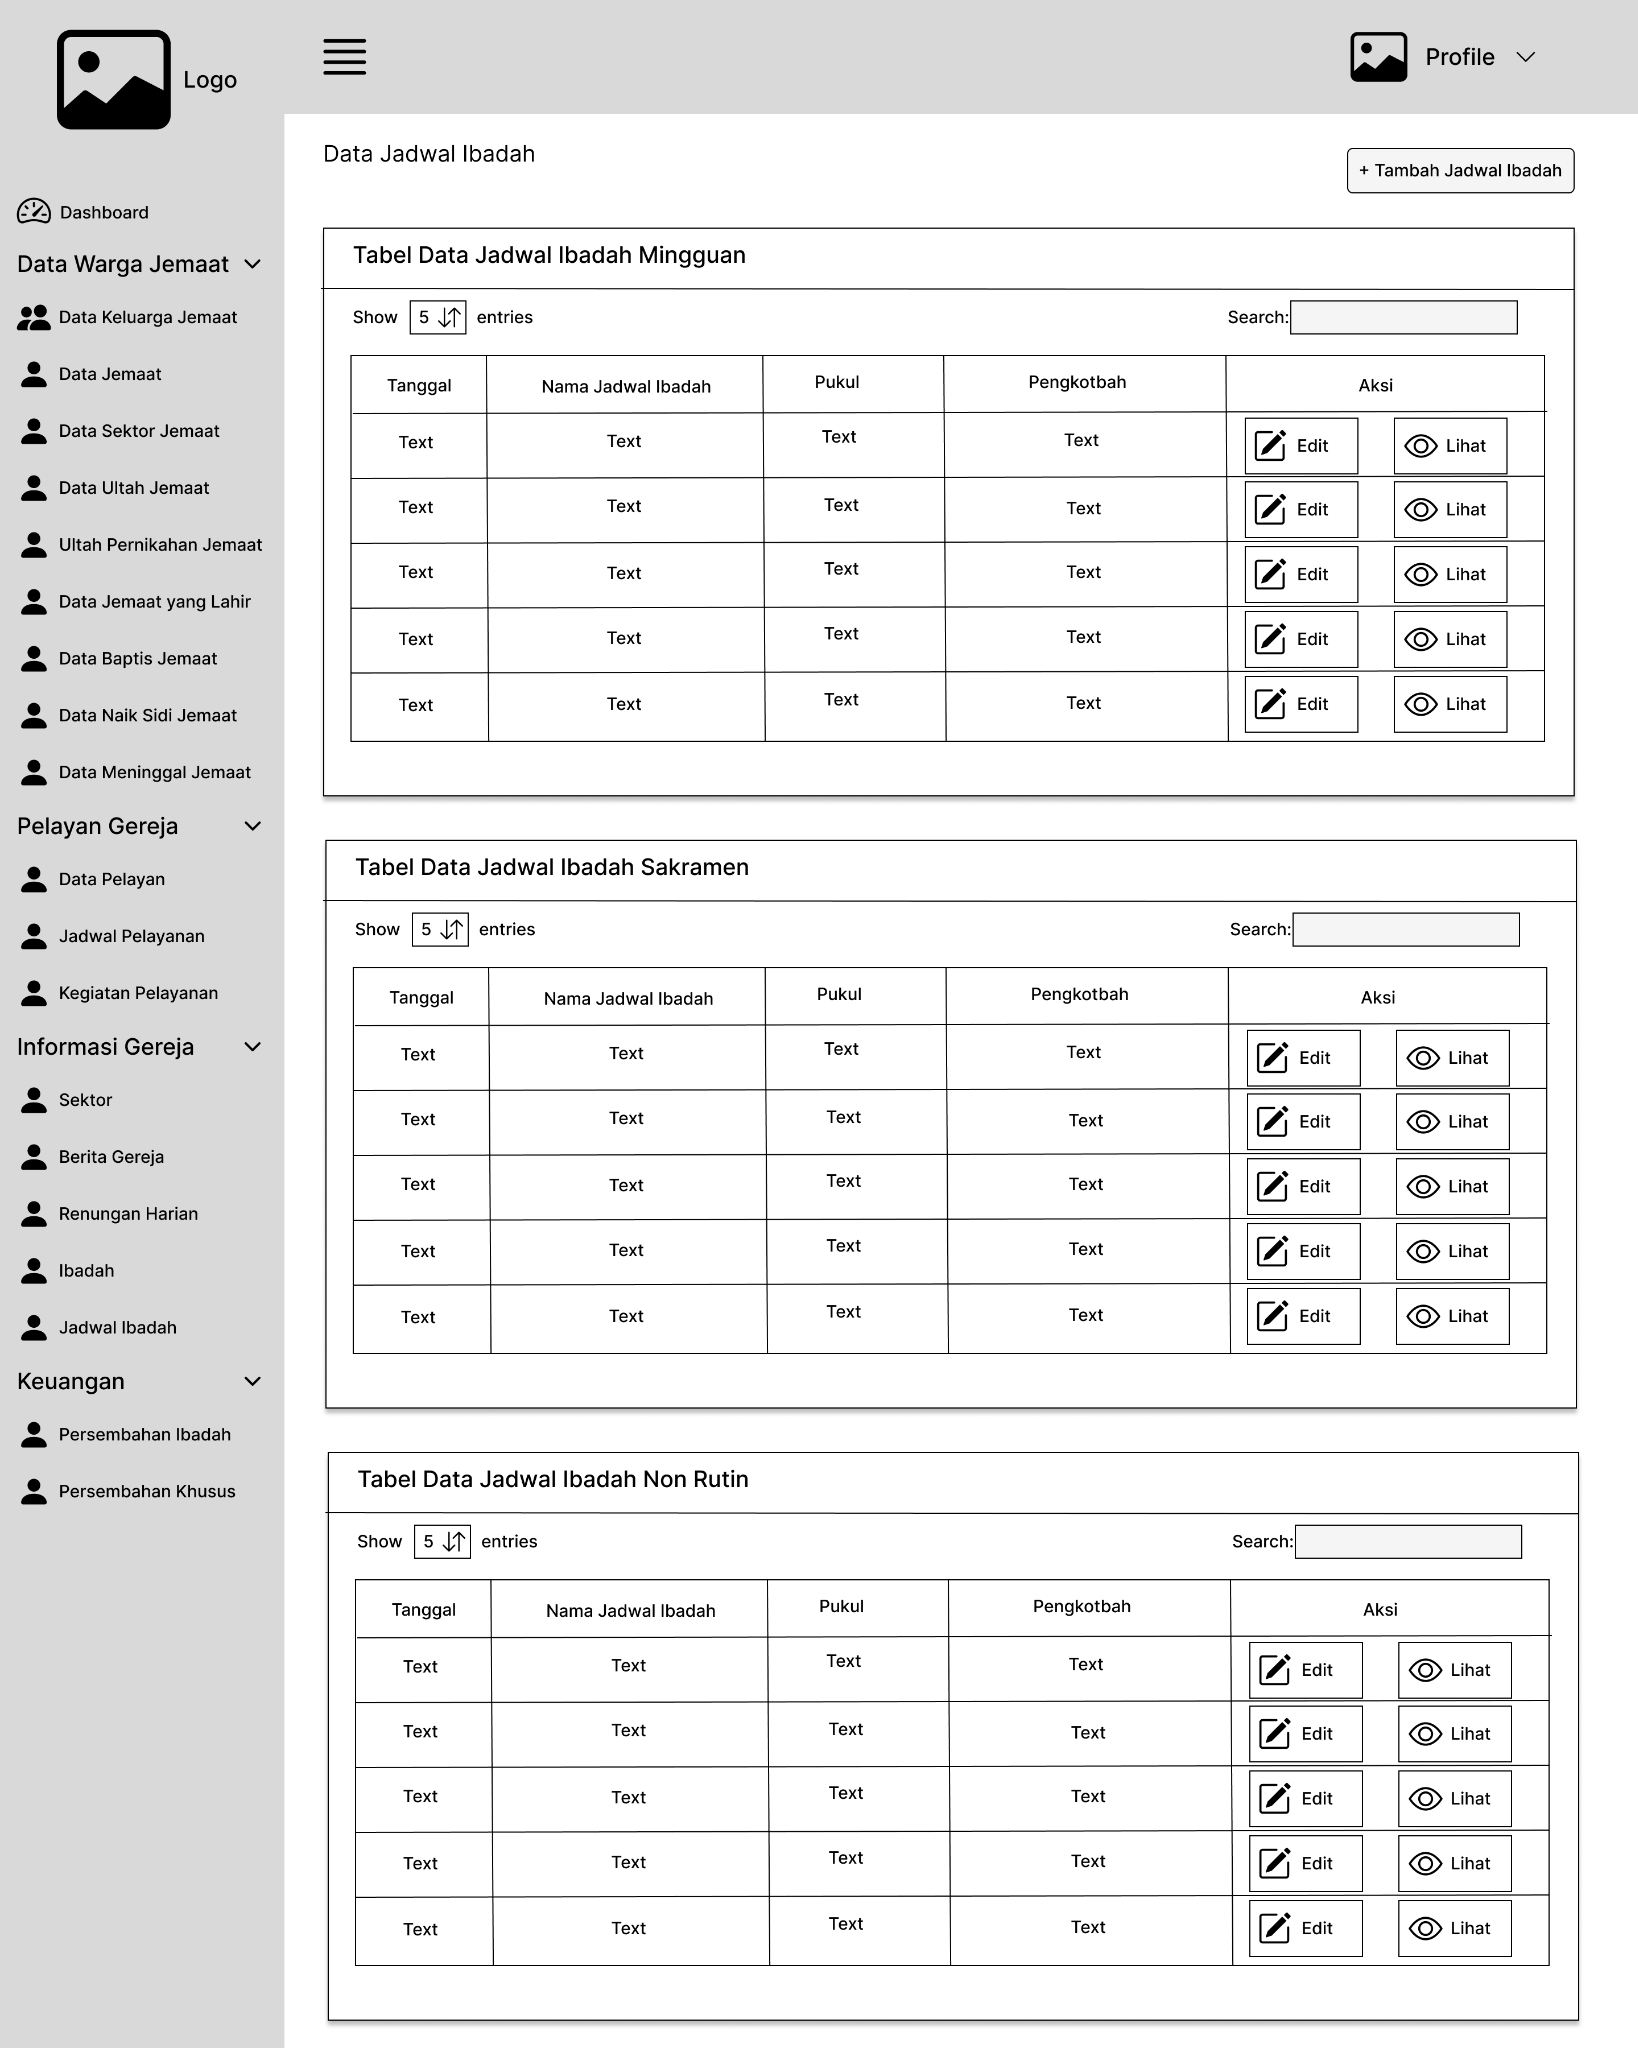 Logo
Profile
Dashboard
Data Warga Jemaat
Data Keluarga Jemaat
Data Jemaat
Data Sektor Jemaat
Data Ultah Jemaat
Ultah Pernikahan Jemaat
Data Jemaat yang Lahir
Data Baptis Jemaat
Data Naik Sidi Jemaat
Data Meninggal Jemaat
Pelayan Gereja
Data Pelayan
Jadwal Pelayanan
Kegiatan Pelayanan
Informasi Gereja
Sektor
Berita Gereja
Renungan Harian
Ibadah
Jadwal Ibadah
Keuangan
Persembahan Ibadah
Persembahan Khusus
Data Jadwal Ibadah
+ Tambah Jadwal Ibadah
Tabel Data Jadwal Ibadah Mingguan
Show 5 entries Search:
Tanggal Nama Jadwal Ibadah Pukul Pengkotbah Aksi
Text Text Text Text Edit Lihat
Text Text Text Text Edit Lihat
Text Text Text Text Edit Lihat
Text Text Text Text Edit Lihat
Text Text Text Text Edit Lihat
Tabel Data Jadwal Ibadah Sakramen
Show 5 entries Search:
Tanggal Nama Jadwal Ibadah Pukul Pengkotbah Aksi
Text Text Text Text Edit Lihat
Text Text Text Text Edit Lihat
Text Text Text Text Edit Lihat
Text Text Text Text Edit Lihat
Text Text Text Text Edit Lihat
Tabel Data Jadwal Ibadah Non Rutin
Show 5 entries Search:
Tanggal Nama Jadwal Ibadah Pukul Pengkotbah Aksi
Text Text Text Text Edit Lihat
Text Text Text Text Edit Lihat
Text Text Text Text Edit Lihat
Text Text Text Text Edit Lihat
Text Text Text Text Edit Lihat